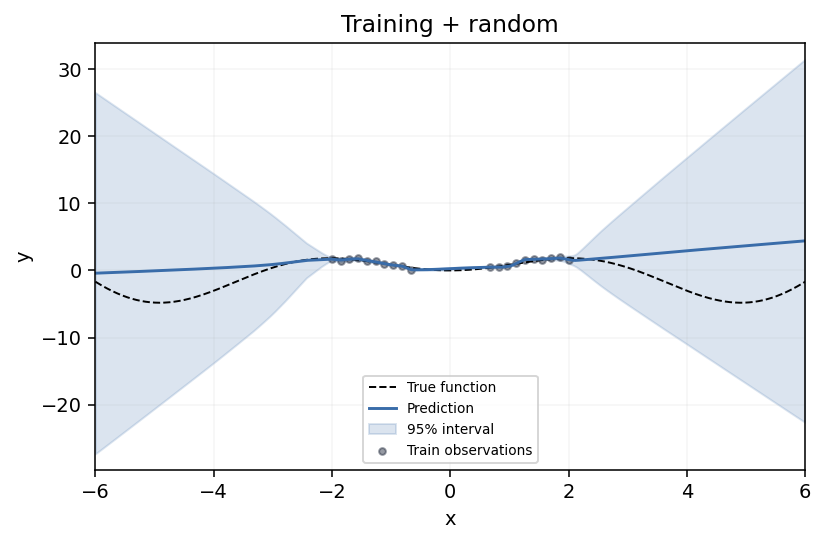 Training + random
30
20
10
0
−10
−20
y
True function
Prediction
95% interval
Train observations
−6 −4 −2 0 2 4 6
x